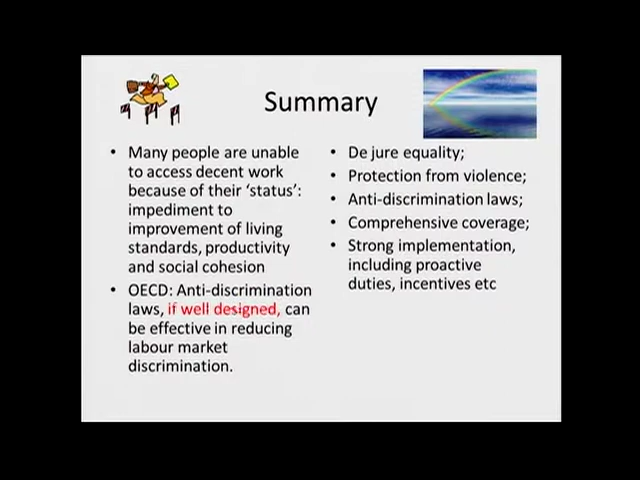 Summary
• Many people are unable
to access decent work
because of their ‘status’:
impediment to
improvement of living
standards, productivity
and social cohesion
• OECD: Anti-discrimination
laws, if well designed, can
be effective in reducing
labour market
discrimination.
• De jure equality;
• Protection from violence;
• Anti-discrimination laws;
• Comprehensive coverage;
• Strong implementation,
including proactive
duties, incentives etc